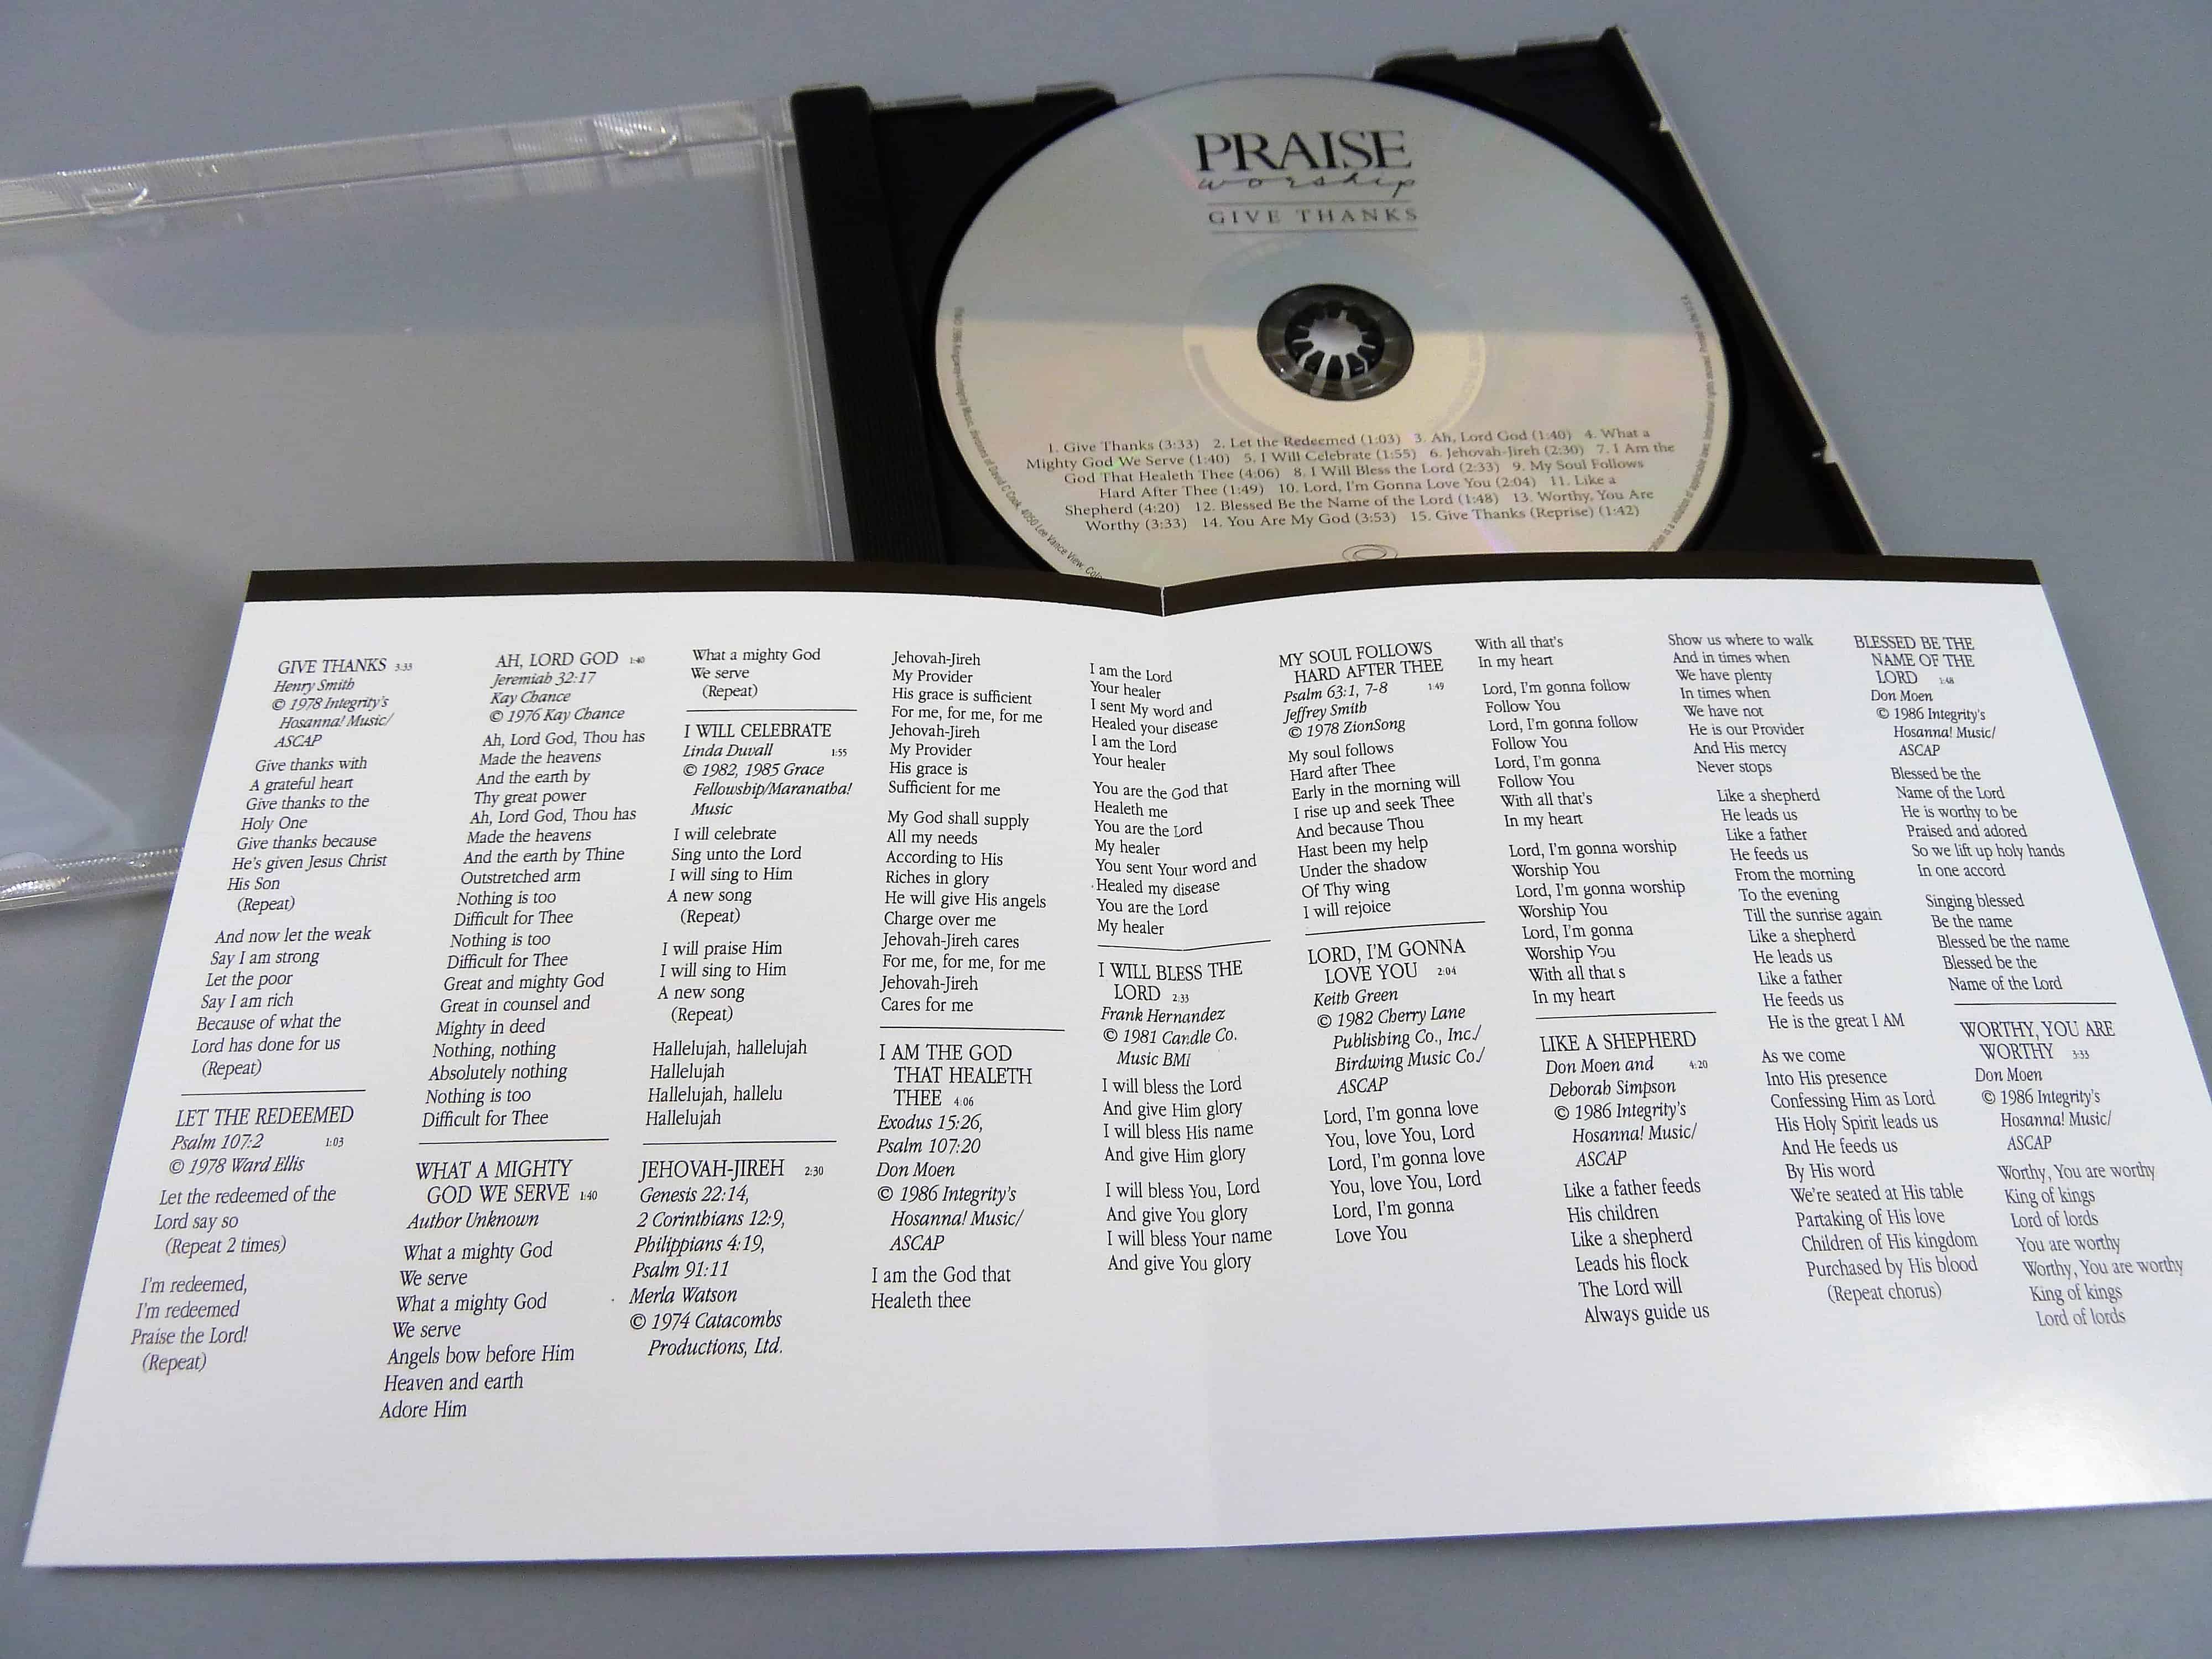 PRAISE
worship
GIVE THANKS
1. Give Thanks (3:33) 2. Let the Redeemed (1:03) 3. Ah, Lord God (1:40) 4. What a
Mighty God We Serve (1:40) 5. I Will Celebrate (1:55) 6. Jehovah-Jireh (2:30) 7. I Am the
God That Healeth Thee (4:06) 8. I Will Bless the Lord (2:33) 9. My Soul Follows
Hard After Thee (1:49) 10. Lord, I'm Gonna Love You (2:04) 11. Like a
Shepherd (4:20) 12. Blessed Be the Name of the Lord (1:48) 13. Worthy, You Are
Worthy (3:33) 14. You Are My God (3:53) 15. Give Thanks (Reprise) (1:42)
divisions of David C Cook, 4050 Lee Vance View,
is a violation of applicable laws. International rights secured. Printed in the U.S.A.
GIVE THANKS 3:33
Henry Smith
© 1978 Integrity's
Hosanna! Music/
ASCAP
Give thanks with
A grateful heart
Give thanks to the
Holy One
Give thanks because
He's given Jesus Christ
His Son
(Repeat)
And now let the weak
Say I am strong
Let the poor
Say I am rich
Because of what the
Lord has done for us
(Repeat)
LET THE REDEEMED
Psalm 107:2 1:03
© 1978 Ward Ellis
Let the redeemed of the
Lord say so
(Repeat 2 times)
I'm redeemed,
I'm redeemed
Praise the Lord!
(Repeat)
AH, LORD GOD 1:40
Jeremiah 32:17
Kay Chance
© 1976 Kay Chance
Ah, Lord God, Thou has
Made the heavens
And the earth by
Thy great power
Ah, Lord God, Thou has
Made the heavens
And the earth by Thine
Outstretched arm
Nothing is too
Difficult for Thee
Nothing is too
Difficult for Thee
Great and mighty God
Great in counsel and
Mighty in deed
Nothing, nothing
Absolutely nothing
Nothing is too
Difficult for Thee
WHAT A MIGHTY
GOD WE SERVE 1:40
Author Unknown
What a mighty God
We serve
What a mighty God
We serve
Angels bow before Him
Heaven and earth
Adore Him
What a mighty God
We serve
(Repeat)
I WILL CELEBRATE
Linda Duvall 1:55
© 1982, 1985 Grace
Fellowship/Maranatha!
Music
I will celebrate
Sing unto the Lord
I will sing to Him
A new song
(Repeat)
I will praise Him
I will sing to Him
A new song
(Repeat)
Hallelujah, hallelujah
Hallelujah
Hallelujah, hallelu
Hallelujah
JEHOVAH-JIREH 2:30
Genesis 22:14,
2 Corinthians 12:9,
Philippians 4:19,
Psalm 91:11
Merla Watson
© 1974 Catacombs
Productions, Ltd.
Jehovah-Jireh
My Provider
His grace is sufficient
For me, for me, for me
Jehovah-Jireh
My Provider
His grace is
Sufficient for me
My God shall supply
All my needs
According to His
Riches in glory
He will give His angels
Charge over me
Jehovah-Jireh cares
For me, for me, for me
Jehovah-Jireh
Cares for me
I AM THE GOD
THAT HEALETH
THEE 4:06
Exodus 15:26,
Psalm 107:20
Don Moen
© 1986 Integrity's
Hosanna! Music/
ASCAP
I am the God that
Healeth thee
I am the Lord
Your healer
I sent My word and
Healed your disease
I am the Lord
Your healer
You are the God that
Healeth me
You are the Lord
My healer
You sent Your word and
Healed my disease
You are the Lord
My healer
I WILL BLESS THE
LORD 2:33
Frank Hernandez
© 1981 Candle Co.
Music BMI
I will bless the Lord
And give Him glory
I will bless His name
And give Him glory
I will bless You, Lord
And give You glory
I will bless Your name
And give You glory
MY SOUL FOLLOWS
HARD AFTER THEE
Psalm 63:1, 7-8 1:49
Jeffrey Smith
© 1978 ZionSong
My soul follows
Hard after Thee
Early in the morning will
I rise up and seek Thee
And because Thou
Hast been my help
Under the shadow
Of Thy wing
I will rejoice
LORD, I'M GONNA
LOVE YOU 2:04
Keith Green
© 1982 Cherry Lane
Publishing Co., Inc./
Birdwing Music Co./
ASCAP
Lord, I'm gonna love
You, love You, Lord
Lord, I'm gonna love
You, love You, Lord
Lord, I'm gonna
Love You
With all that's
In my heart
Lord, I'm gonna follow
Follow You
Lord, I'm gonna follow
Follow You
Lord, I'm gonna
Follow You
With all that's
In my heart
Lord, I'm gonna worship
Worship You
Lord, I'm gonna worship
Worship You
Lord, I'm gonna
Worship You
With all that s
In my heart
LIKE A SHEPHERD
Don Moen and 4:20
Deborah Simpson
© 1986 Integrity's
Hosanna! Music/
ASCAP
Like a father feeds
His children
Like a shepherd
Leads his flock
The Lord will
Always guide us
Show us where to walk
And in times when
We have plenty
In times when
We have not
He is our Provider
And His mercy
Never stops
Like a shepherd
He leads us
Like a father
He feeds us
From the morning
To the evening
Till the sunrise again
Like a shepherd
He leads us
Like a father
He feeds us
He is the great I AM
As we come
Into His presence
Confessing Him as Lord
His Holy Spirit leads us
And He feeds us
By His word
We're seated at His table
Partaking of His love
Children of His kingdom
Purchased by His blood
(Repeat chorus)
BLESSED BE THE
NAME OF THE
LORD 1:48
Don Moen
© 1986 Integrity's
Hosanna! Music/
ASCAP
Blessed be the
Name of the Lord
He is worthy to be
Praised and adored
So we lift up holy hands
In one accord
Singing blessed
Be the name
Blessed be the name
Blessed be the
Name of the Lord
WORTHY, YOU ARE
WORTHY 3:33
Don Moen
© 1986 Integrity's
Hosanna! Music/
ASCAP
Worthy, You are worthy
King of kings
Lord of lords
You are worthy
Worthy, You are worthy
King of kings
Lord of lords